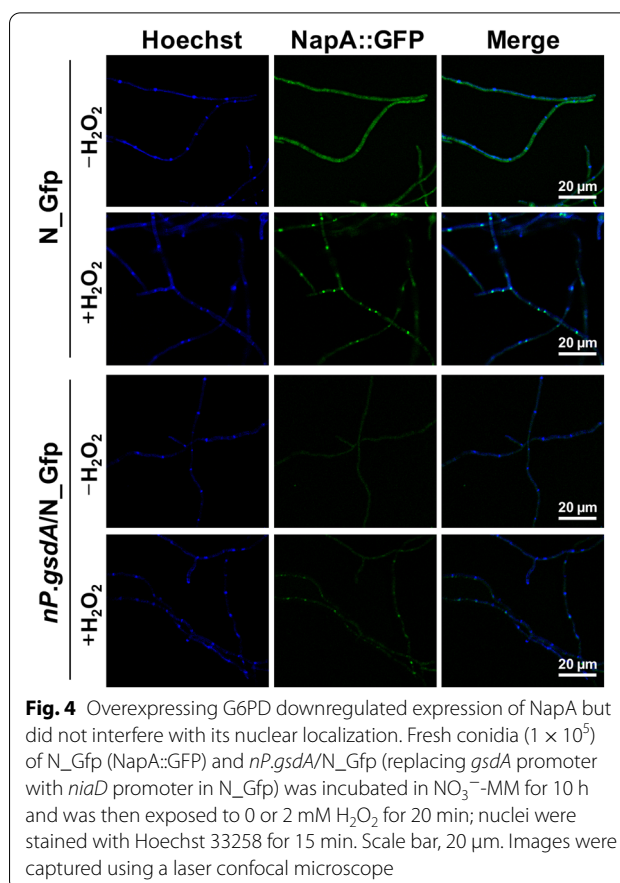 Hoechst NapA::GFP Merge
N_Gfp
−H₂O₂
20 µm
+H₂O₂
20 µm
nP.gsdA/N_Gfp
−H₂O₂
20 µm
+H₂O₂
20 µm
Fig. 4 Overexpressing G6PD downregulated expression of NapA but
did not interfere with its nuclear localization. Fresh conidia (1 × 10⁵)
of N_Gfp (NapA::GFP) and nP.gsdA/N_Gfp (replacing gsdA promoter
with niaD promoter in N_Gfp) was incubated in NO₃⁻-MM for 10 h
and was then exposed to 0 or 2 mM H₂O₂ for 20 min; nuclei were
stained with Hoechst 33258 for 15 min. Scale bar, 20 µm. Images were
captured using a laser confocal microscope